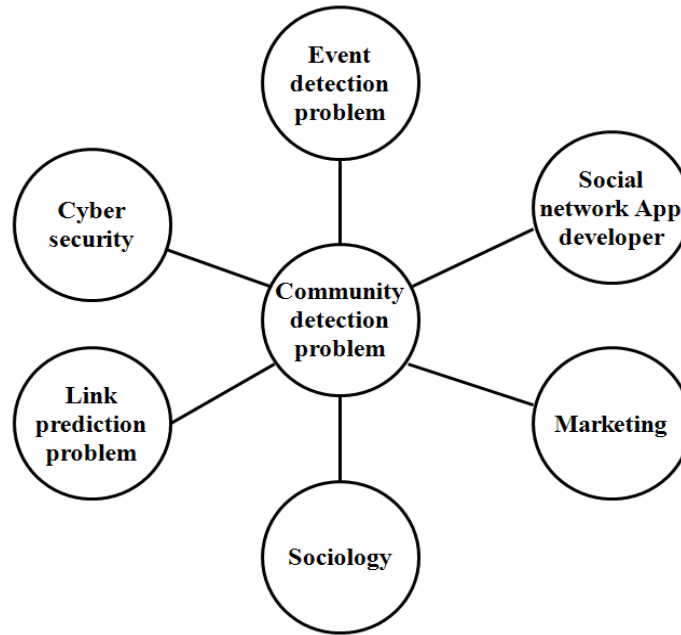 Event
detection
problem
Social
network App
developer
Cyber
security
Community
detection
problem
Link
prediction
problem
Marketing
Sociology